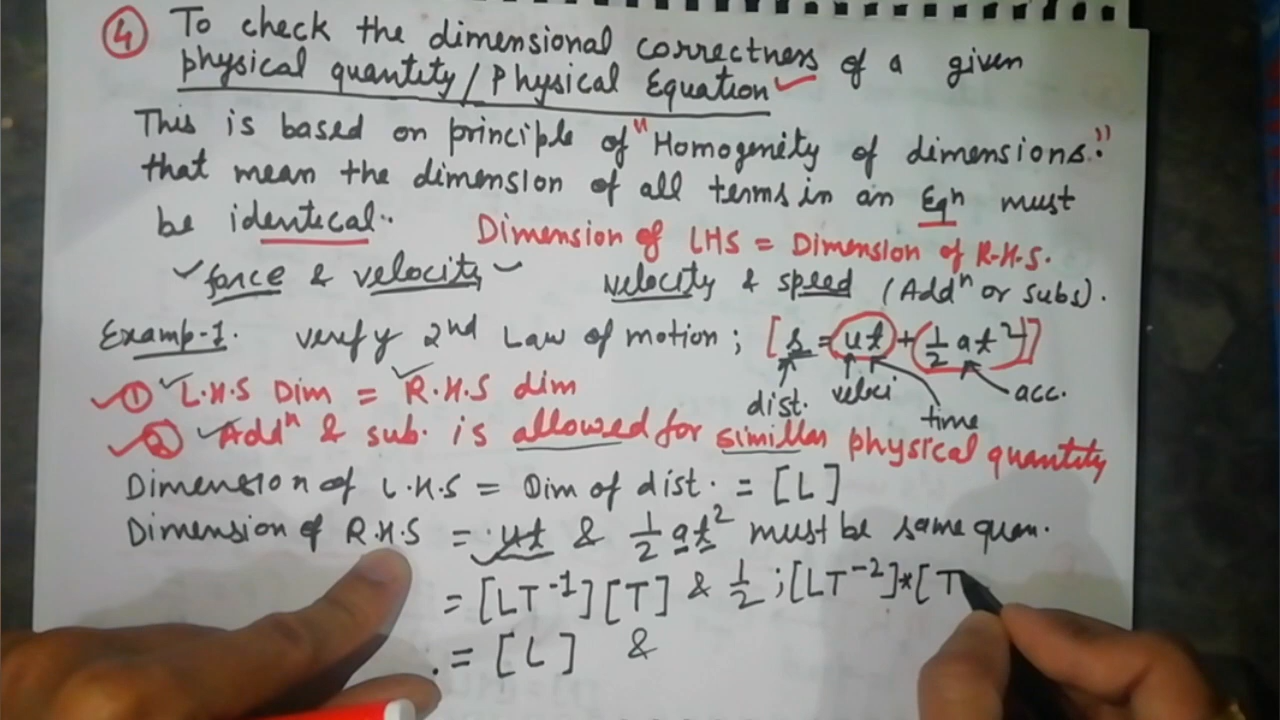 ④ To check the dimensional correctness of a given
physical quantity / Physical Equation ✓
This is based on principle of "Homogenity of dimensions."
that mean the dimension of all terms in an Eqn must
be identical..
Dimension of LHS = Dimension of R.H.S.
✓ force & velocity ✓ velocity & speed (Addn or subs).
Examp-1. verify 2nd Law of motion ; [s = ut + (1/2 at²)]
dist. veloci time acc.
✓① ✓L.H.S Dim = ✓R.H.S dim
✓② ✓Addn & sub. is allowed for simillar physical quantity
Dimension of L.H.S = Dim of dist. = [L]
Dimension of R.H.S = ut & 1/2 at² must be same quan.
= [LT⁻¹][T] & 1/2 ; [LT⁻²]*[T
. = [L] &